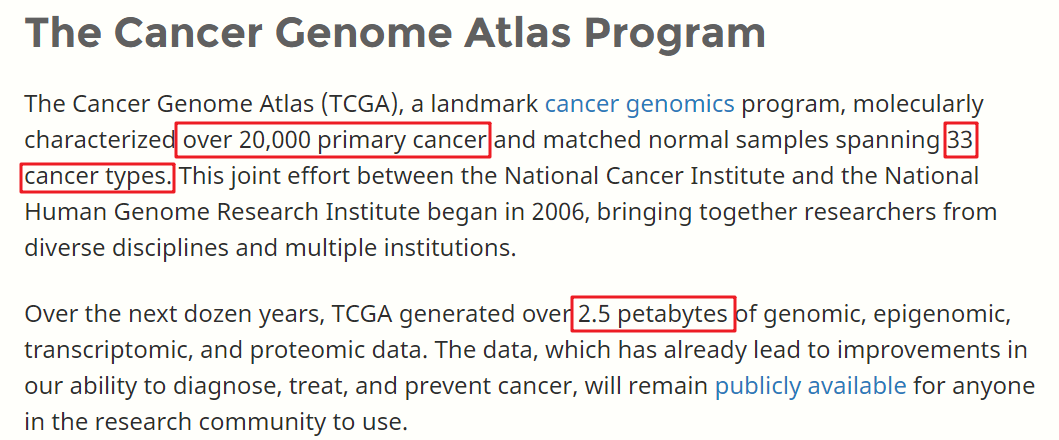 The Cancer Genome Atlas Program
The Cancer Genome Atlas (TCGA), a landmark cancer genomics program, molecularly
characterized over 20,000 primary cancer and matched normal samples spanning 33
cancer types. This joint effort between the National Cancer Institute and the National
Human Genome Research Institute began in 2006, bringing together researchers from
diverse disciplines and multiple institutions.
Over the next dozen years, TCGA generated over 2.5 petabytes of genomic, epigenomic,
transcriptomic, and proteomic data. The data, which has already lead to improvements in
our ability to diagnose, treat, and prevent cancer, will remain publicly available for anyone
in the research community to use.